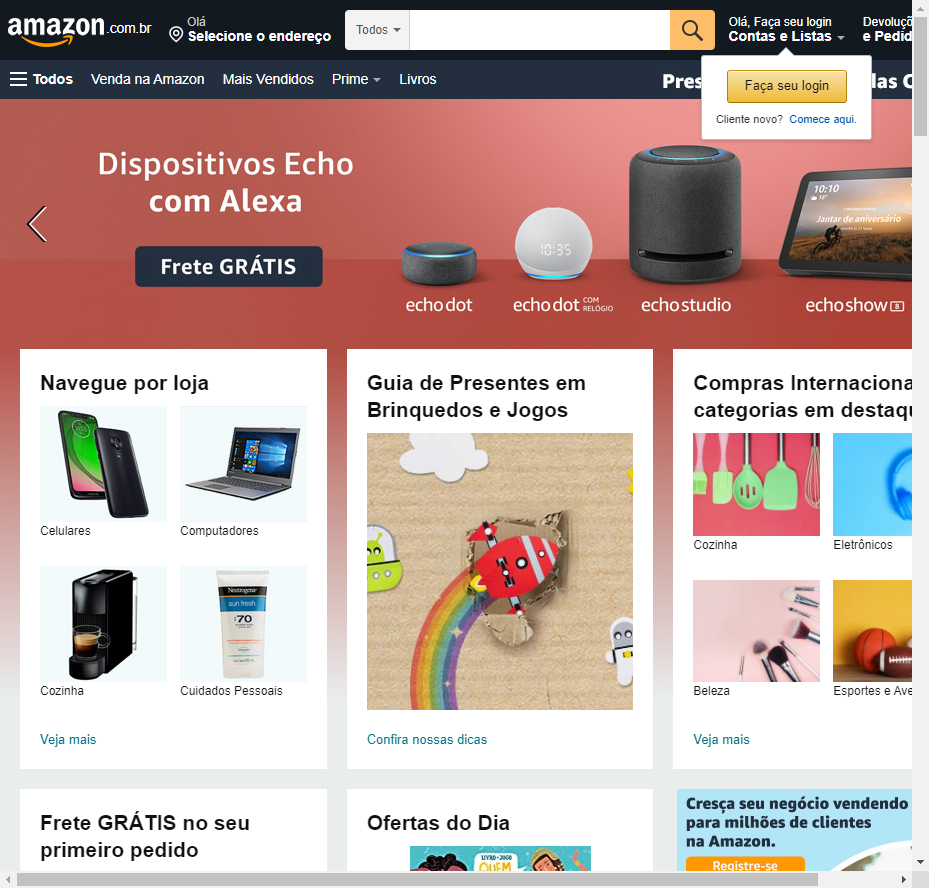 amazon.com.br
Olá
Selecione o endereço
Todos
Olá, Faça seu login
Contas e Listas
Devoluç
e Pedid
Todos
Venda na Amazon
Mais Vendidos
Prime
Livros
Pres
das C
Faça seu login
Cliente novo? Comece aqui.
Dispositivos Echo
com Alexa
Frete GRÁTIS
10:35
10:10
18°
Jantar de aniversário
echo dot
echo dot COM RELÓGIO
echo studio
echo show 8
Navegue por loja
Celulares
Computadores
Neutrogena
sun fresh
70
Cozinha
Cuidados Pessoais
Veja mais
Guia de Presentes em
Brinquedos e Jogos
Confira nossas dicas
Compras Internaciona
categorias em destaqu
Cozinha
Eletrônicos
Beleza
Esportes e Ave
Veja mais
Frete GRÁTIS no seu
primeiro pedido
Ofertas do Dia
LIVRO+JOGO
QUEM
Cresça seu negócio vendendo
para milhões de clientes
na Amazon.
Registre-se